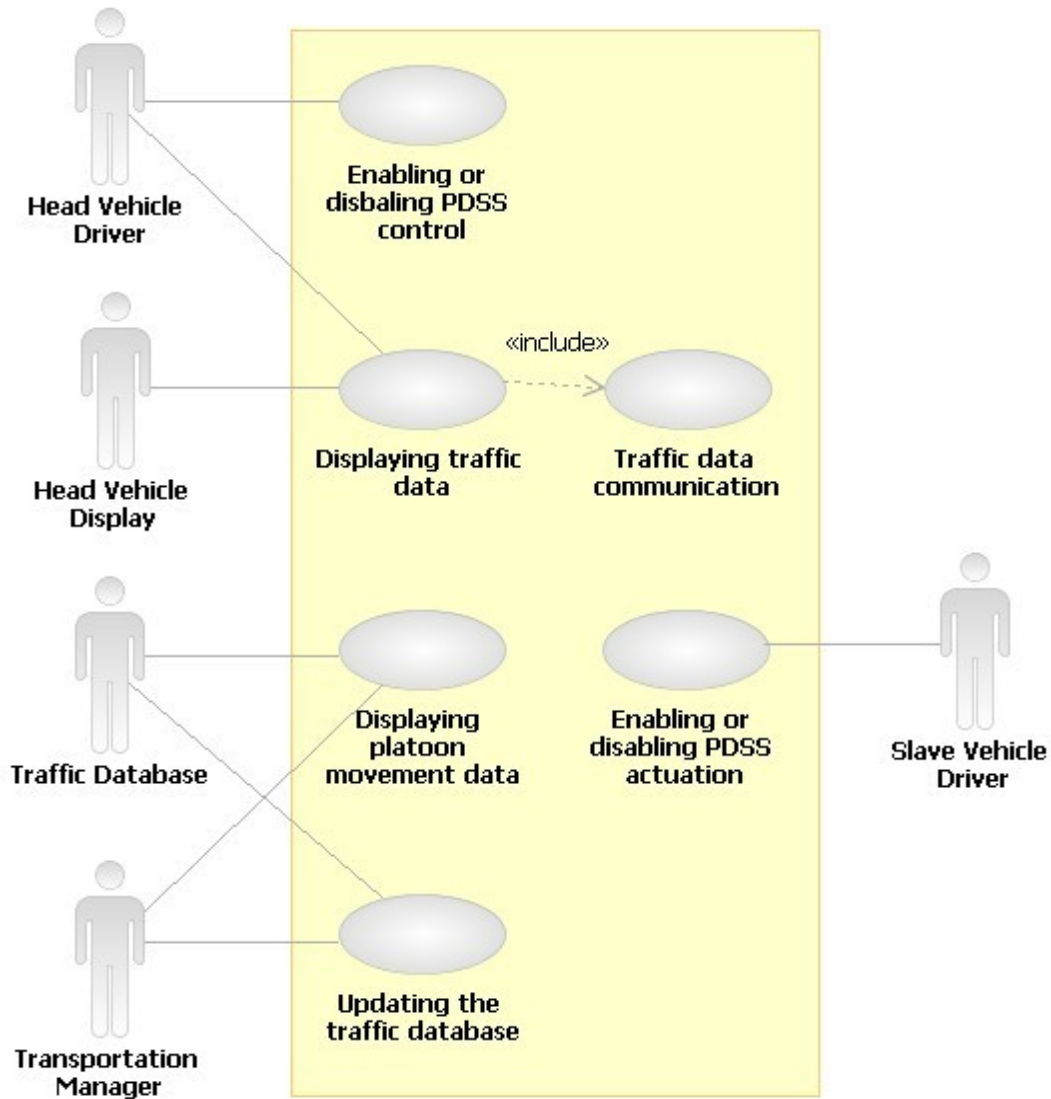 Head Vehicle
Driver
Enabling or
disbaling PDSS
control
«include»
Head Vehicle
Display
Displaying traffic
data
Traffic data
communication
Traffic Database
Displaying
platoon
movement data
Enabling or
disabling PDSS
actuation
Slave Vehicle
Driver
Transportation
Manager
Updating the
traffic database